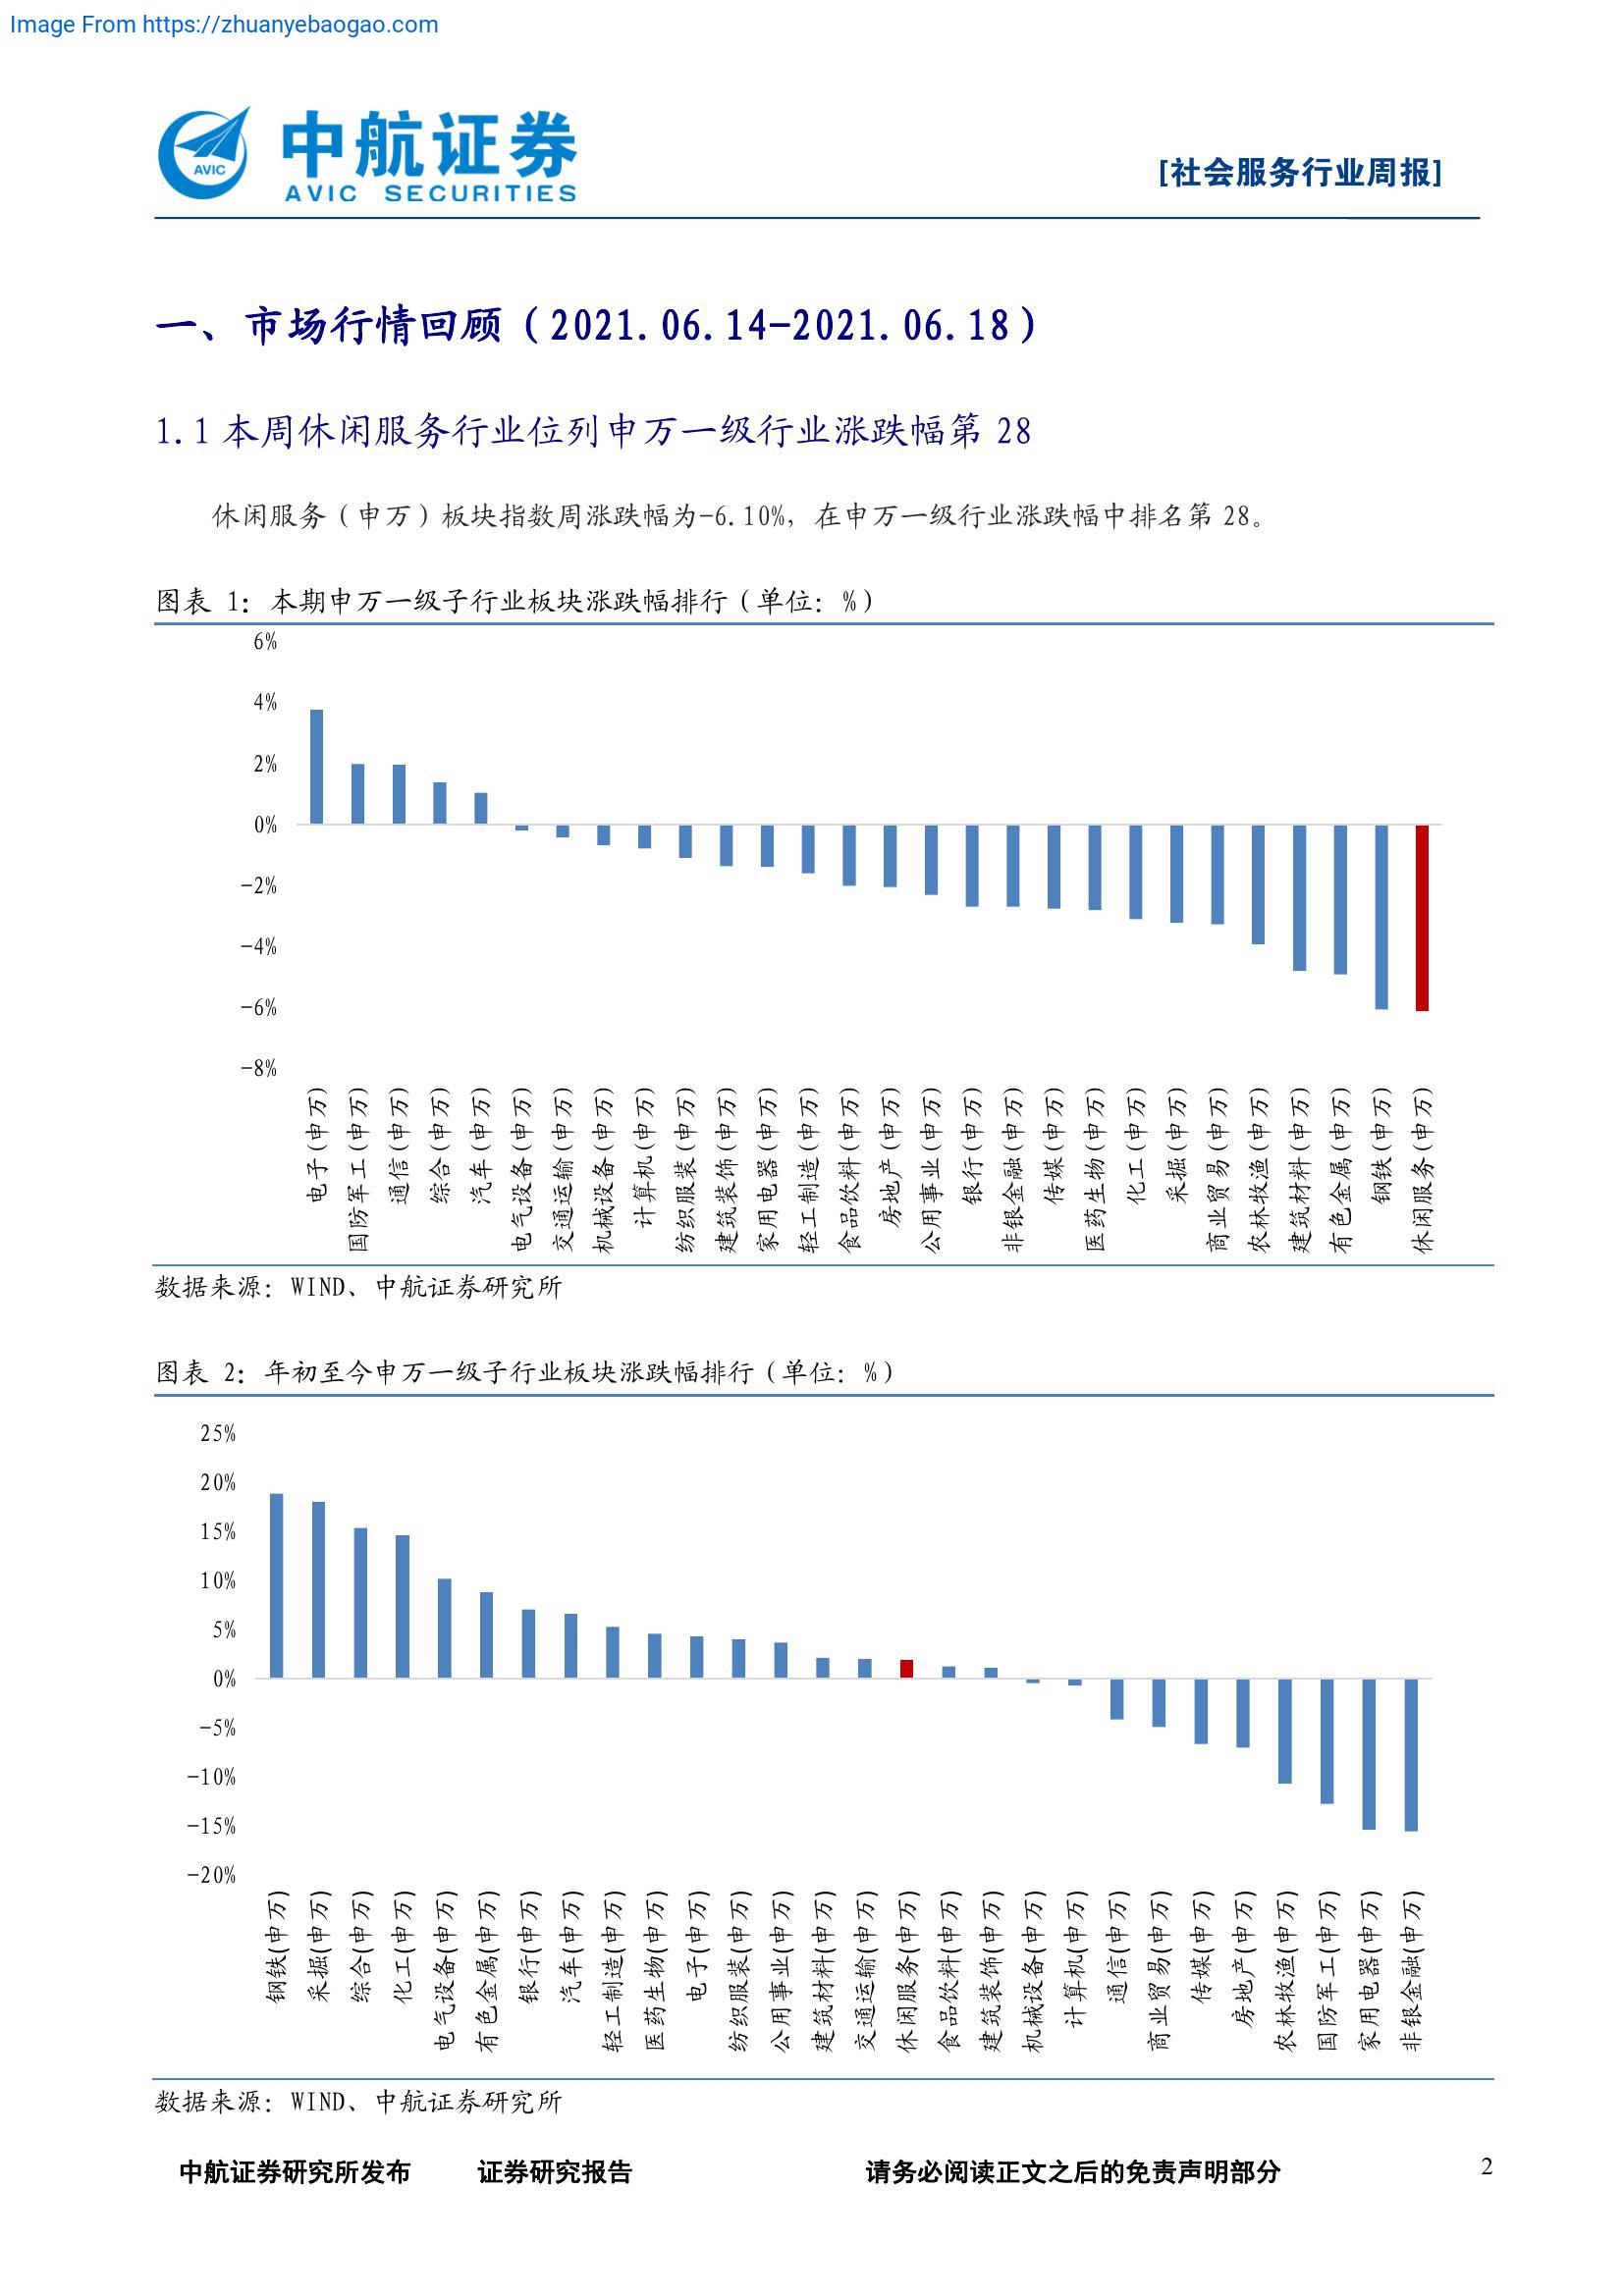 Image From https://zhuanyebaogao.com
AVIC
中航证券
AVIC SECURITIES
[社会服务行业周报]
一、市场行情回顾（2021.06.14-2021.06.18）
1.1 本周休闲服务行业位列申万一级行业涨跌幅第 28
休闲服务（申万）板块指数周涨跌幅为-6.10%，在申万一级行业涨跌幅中排名第 28。
图表 1：本期申万一级子行业板块涨跌幅排行（单位：%）
6%
4%
2%
0%
-2%
-4%
-6%
-8%
电子(申万)
国防军工(申万)
通信(申万)
综合(申万)
汽车(申万)
电气设备(申万)
交通运输(申万)
机械设备(申万)
计算机(申万)
纺织服装(申万)
建筑装饰(申万)
家用电器(申万)
轻工制造(申万)
食品饮料(申万)
房地产(申万)
公用事业(申万)
银行(申万)
非银金融(申万)
传媒(申万)
医药生物(申万)
化工(申万)
采掘(申万)
商业贸易(申万)
农林牧渔(申万)
建筑材料(申万)
有色金属(申万)
钢铁(申万)
休闲服务(申万)
数据来源：WIND、中航证券研究所
图表 2：年初至今申万一级子行业板块涨跌幅排行（单位：%）
25%
20%
15%
10%
5%
0%
-5%
-10%
-15%
-20%
钢铁(申万)
采掘(申万)
综合(申万)
化工(申万)
电气设备(申万)
有色金属(申万)
银行(申万)
汽车(申万)
轻工制造(申万)
医药生物(申万)
电子(申万)
纺织服装(申万)
公用事业(申万)
建筑材料(申万)
交通运输(申万)
休闲服务(申万)
食品饮料(申万)
建筑装饰(申万)
机械设备(申万)
计算机(申万)
通信(申万)
商业贸易(申万)
传媒(申万)
房地产(申万)
农林牧渔(申万)
国防军工(申万)
家用电器(申万)
非银金融(申万)
数据来源：WIND、中航证券研究所
中航证券研究所发布 证券研究报告 请务必阅读正文之后的免责声明部分 2